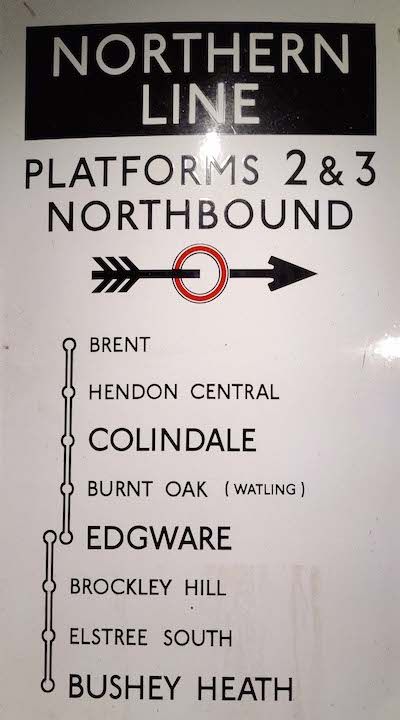 NORTHERN
LINE
PLATFORMS 2 & 3
NORTHBOUND
BRENT
HENDON CENTRAL
COLINDALE
BURNT OAK (WATLING)
EDGWARE
BROCKLEY HILL
ELSTREE SOUTH
BUSHEY HEATH